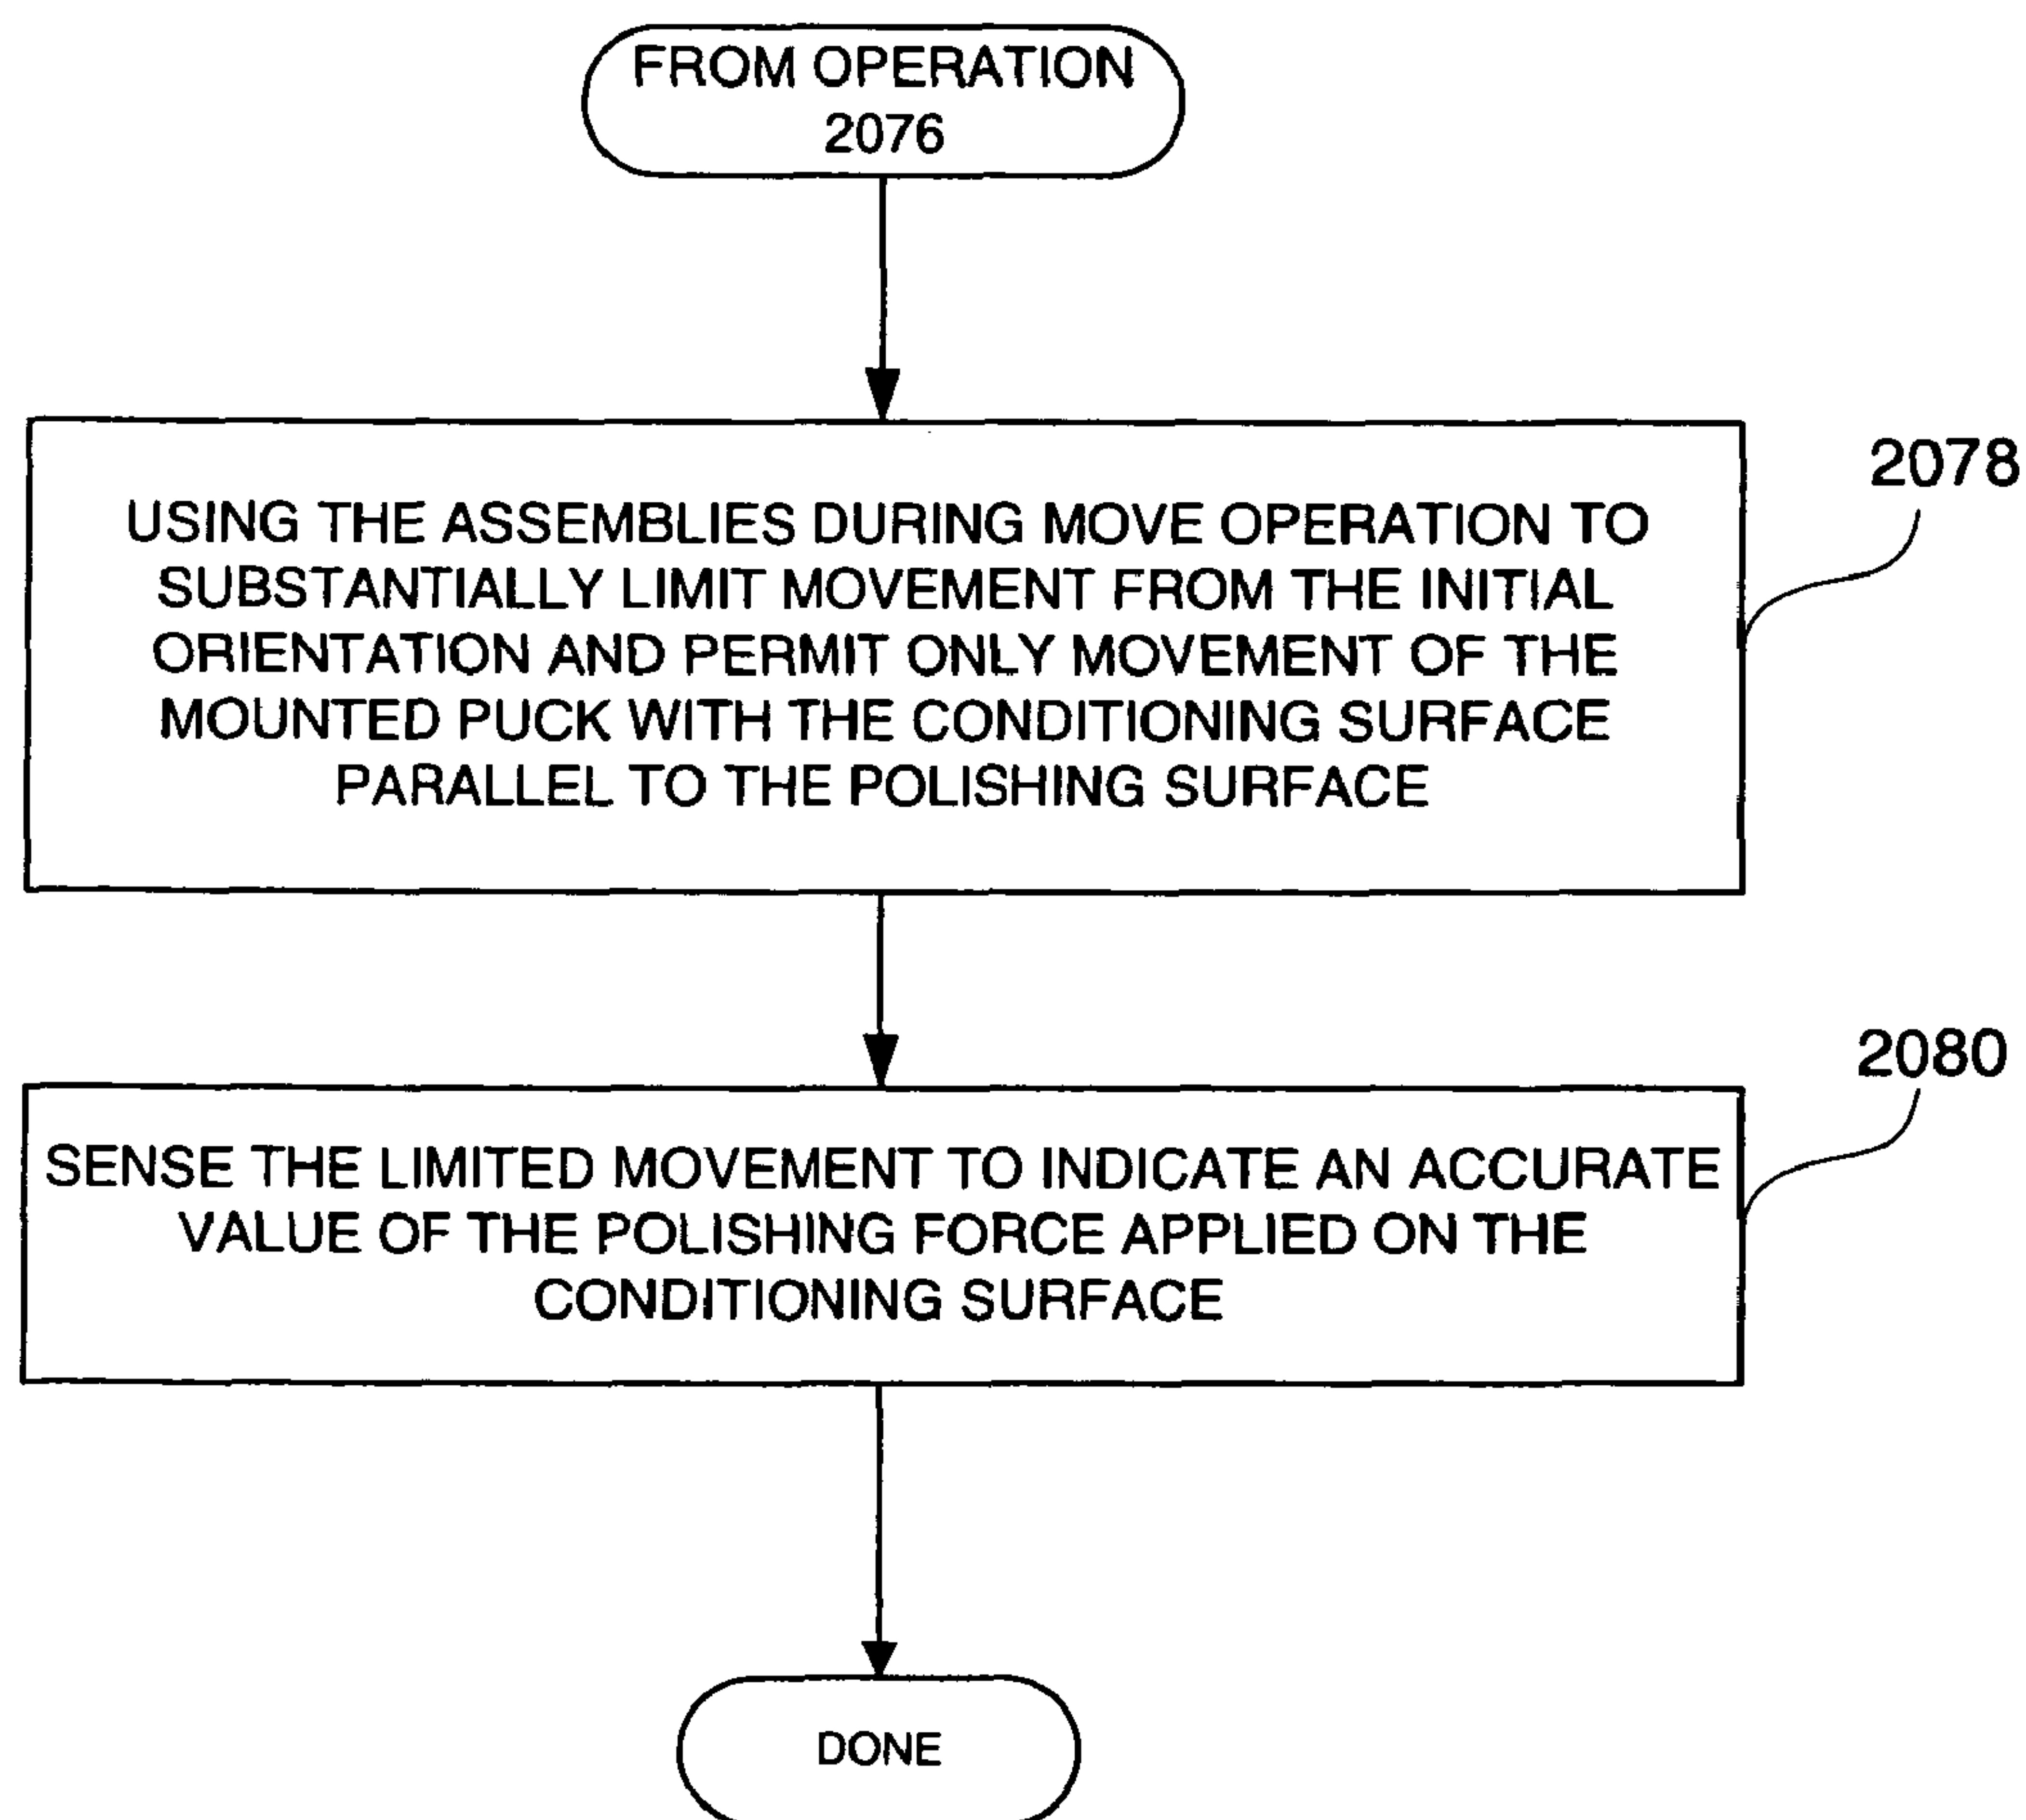 FROM OPERATION
2076
2078
USING THE ASSEMBLIES DURING MOVE OPERATION TO
SUBSTANTIALLY LIMIT MOVEMENT FROM THE INITIAL
ORIENTATION AND PERMIT ONLY MOVEMENT OF THE
MOUNTED PUCK WITH THE CONDITIONING SURFACE
PARALLEL TO THE POLISHING SURFACE
2080
SENSE THE LIMITED MOVEMENT TO INDICATE AN ACCURATE
VALUE OF THE POLISHING FORCE APPLIED ON THE
CONDITIONING SURFACE
DONE